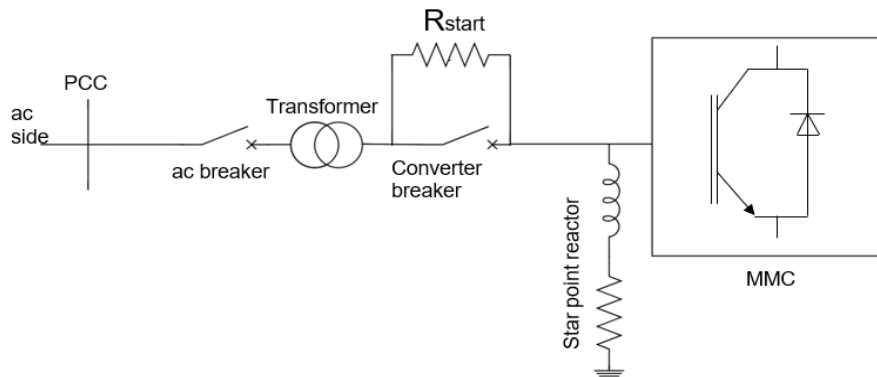 Rstart
PCC
ac
side
Transformer
ac breaker
Converter
breaker
Star point reactor
MMC